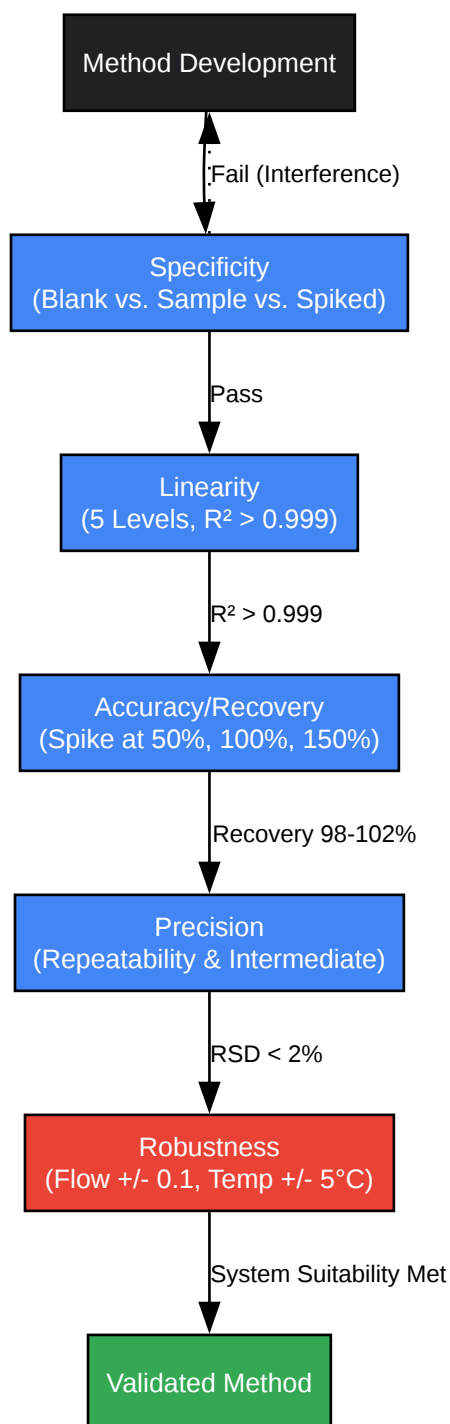 Method Development
Fail (Interference)
Specificity
(Blank vs. Sample vs. Spiked)
Pass
Linearity
(5 Levels, R² > 0.999)
R² > 0.999
Accuracy/Recovery
(Spike at 50%, 100%, 150%)
Recovery 98-102%
Precision
(Repeatability & Intermediate)
RSD < 2%
Robustness
(Flow +/- 0.1, Temp +/- 5°C)
System Suitability Met
Validated Method